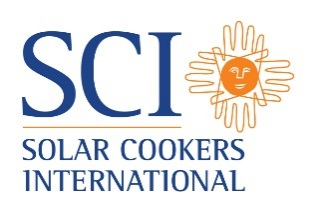 SCI
SOLAR COOKERS
INTERNATIONAL